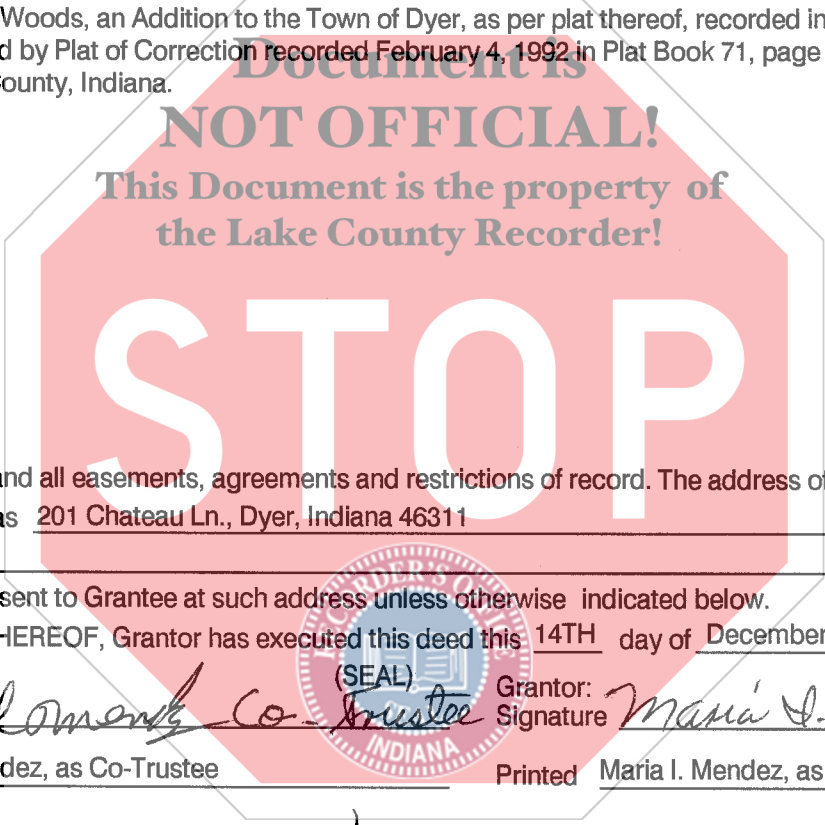 Woods, an Addition to the Town of Dyer, as per plat thereof, recorded in
d by Plat of Correction recorded February 4, 1992 in Plat Book 71, page
ounty, Indiana.
Document is
NOT OFFICIAL!
This Document is the property of
the Lake County Recorder!
STOP
and all easements, agreements and restrictions of record. The address of
as 201 Chateau Ln., Dyer, Indiana 46311
sent to Grantee at such address unless otherwise indicated below.
HEREOF, Grantor has executed this deed this 14TH day of December
RECORDER'S OFFICE
(SEAL)
Grantor:
Co-Trustee
Signature Maria I.
INDIANA
dez, as Co-Trustee
Printed Maria I. Mendez, as